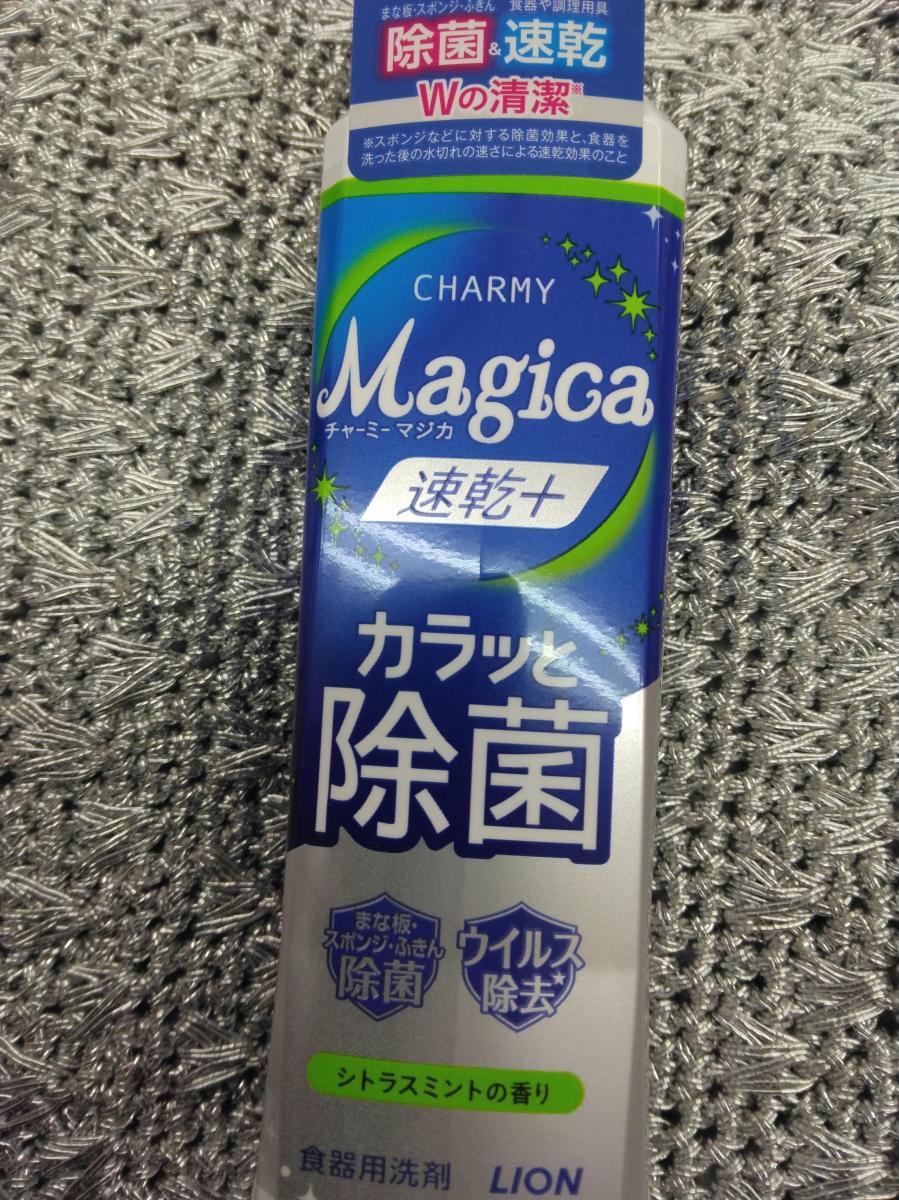 まな板・スポンジ・ふきん 食器や調理用具
除菌&速乾
Wの清潔※
※スポンジなどに対する除菌効果と、食器を
洗った後の水切れの速さによる速乾効果のこと
CHARMY
Magica
チャーミー マジカ
速乾+
カラッと
除菌
まな板・
スポンジ・ふきん
除菌
ウイルス
除去★
シトラスミントの香り
食器用洗剤 LION